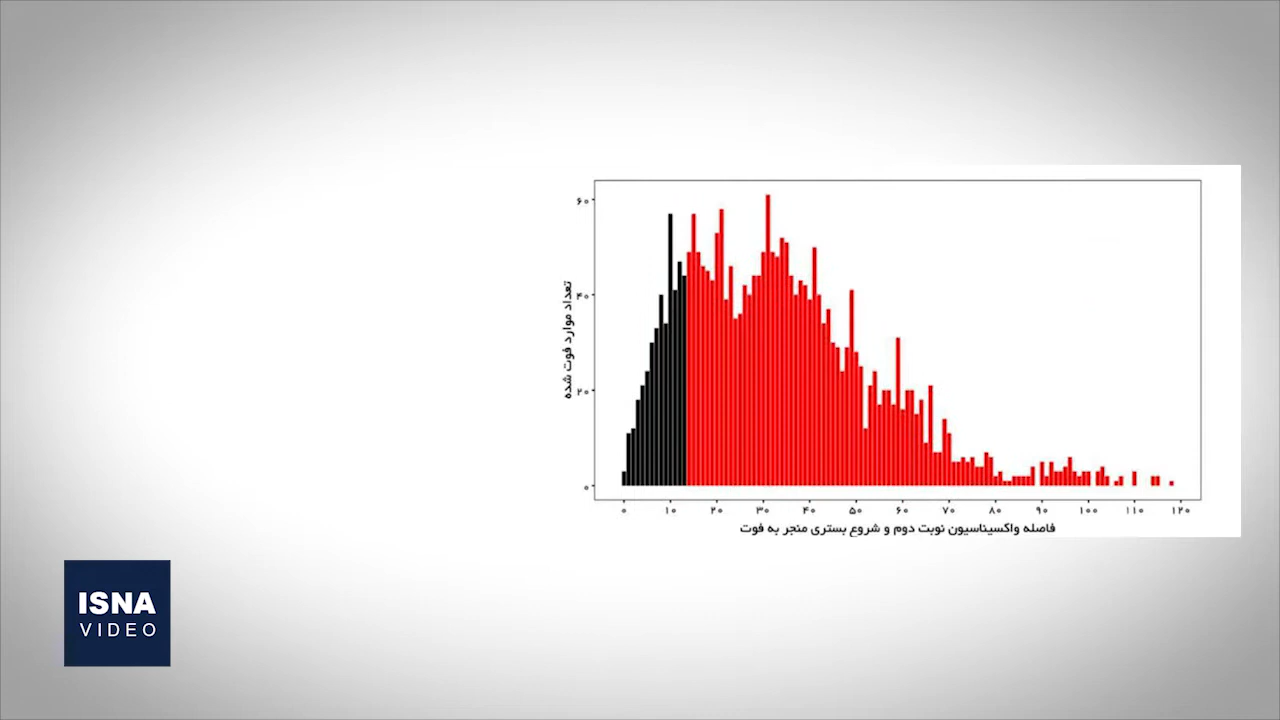 ۶۰
۴۰
۲۰
۰
تعداد موارد فوت شده
۰ ۱۰ ۲۰ ۳۰ ۴۰ ۵۰ ۶۰ ۷۰ ۸۰ ۹۰ ۱۰۰ ۱۱۰ ۱۲۰
فاصله واکسیناسیون نوبت دوم و شروع بستری منجر به فوت
ISNA
VIDEO